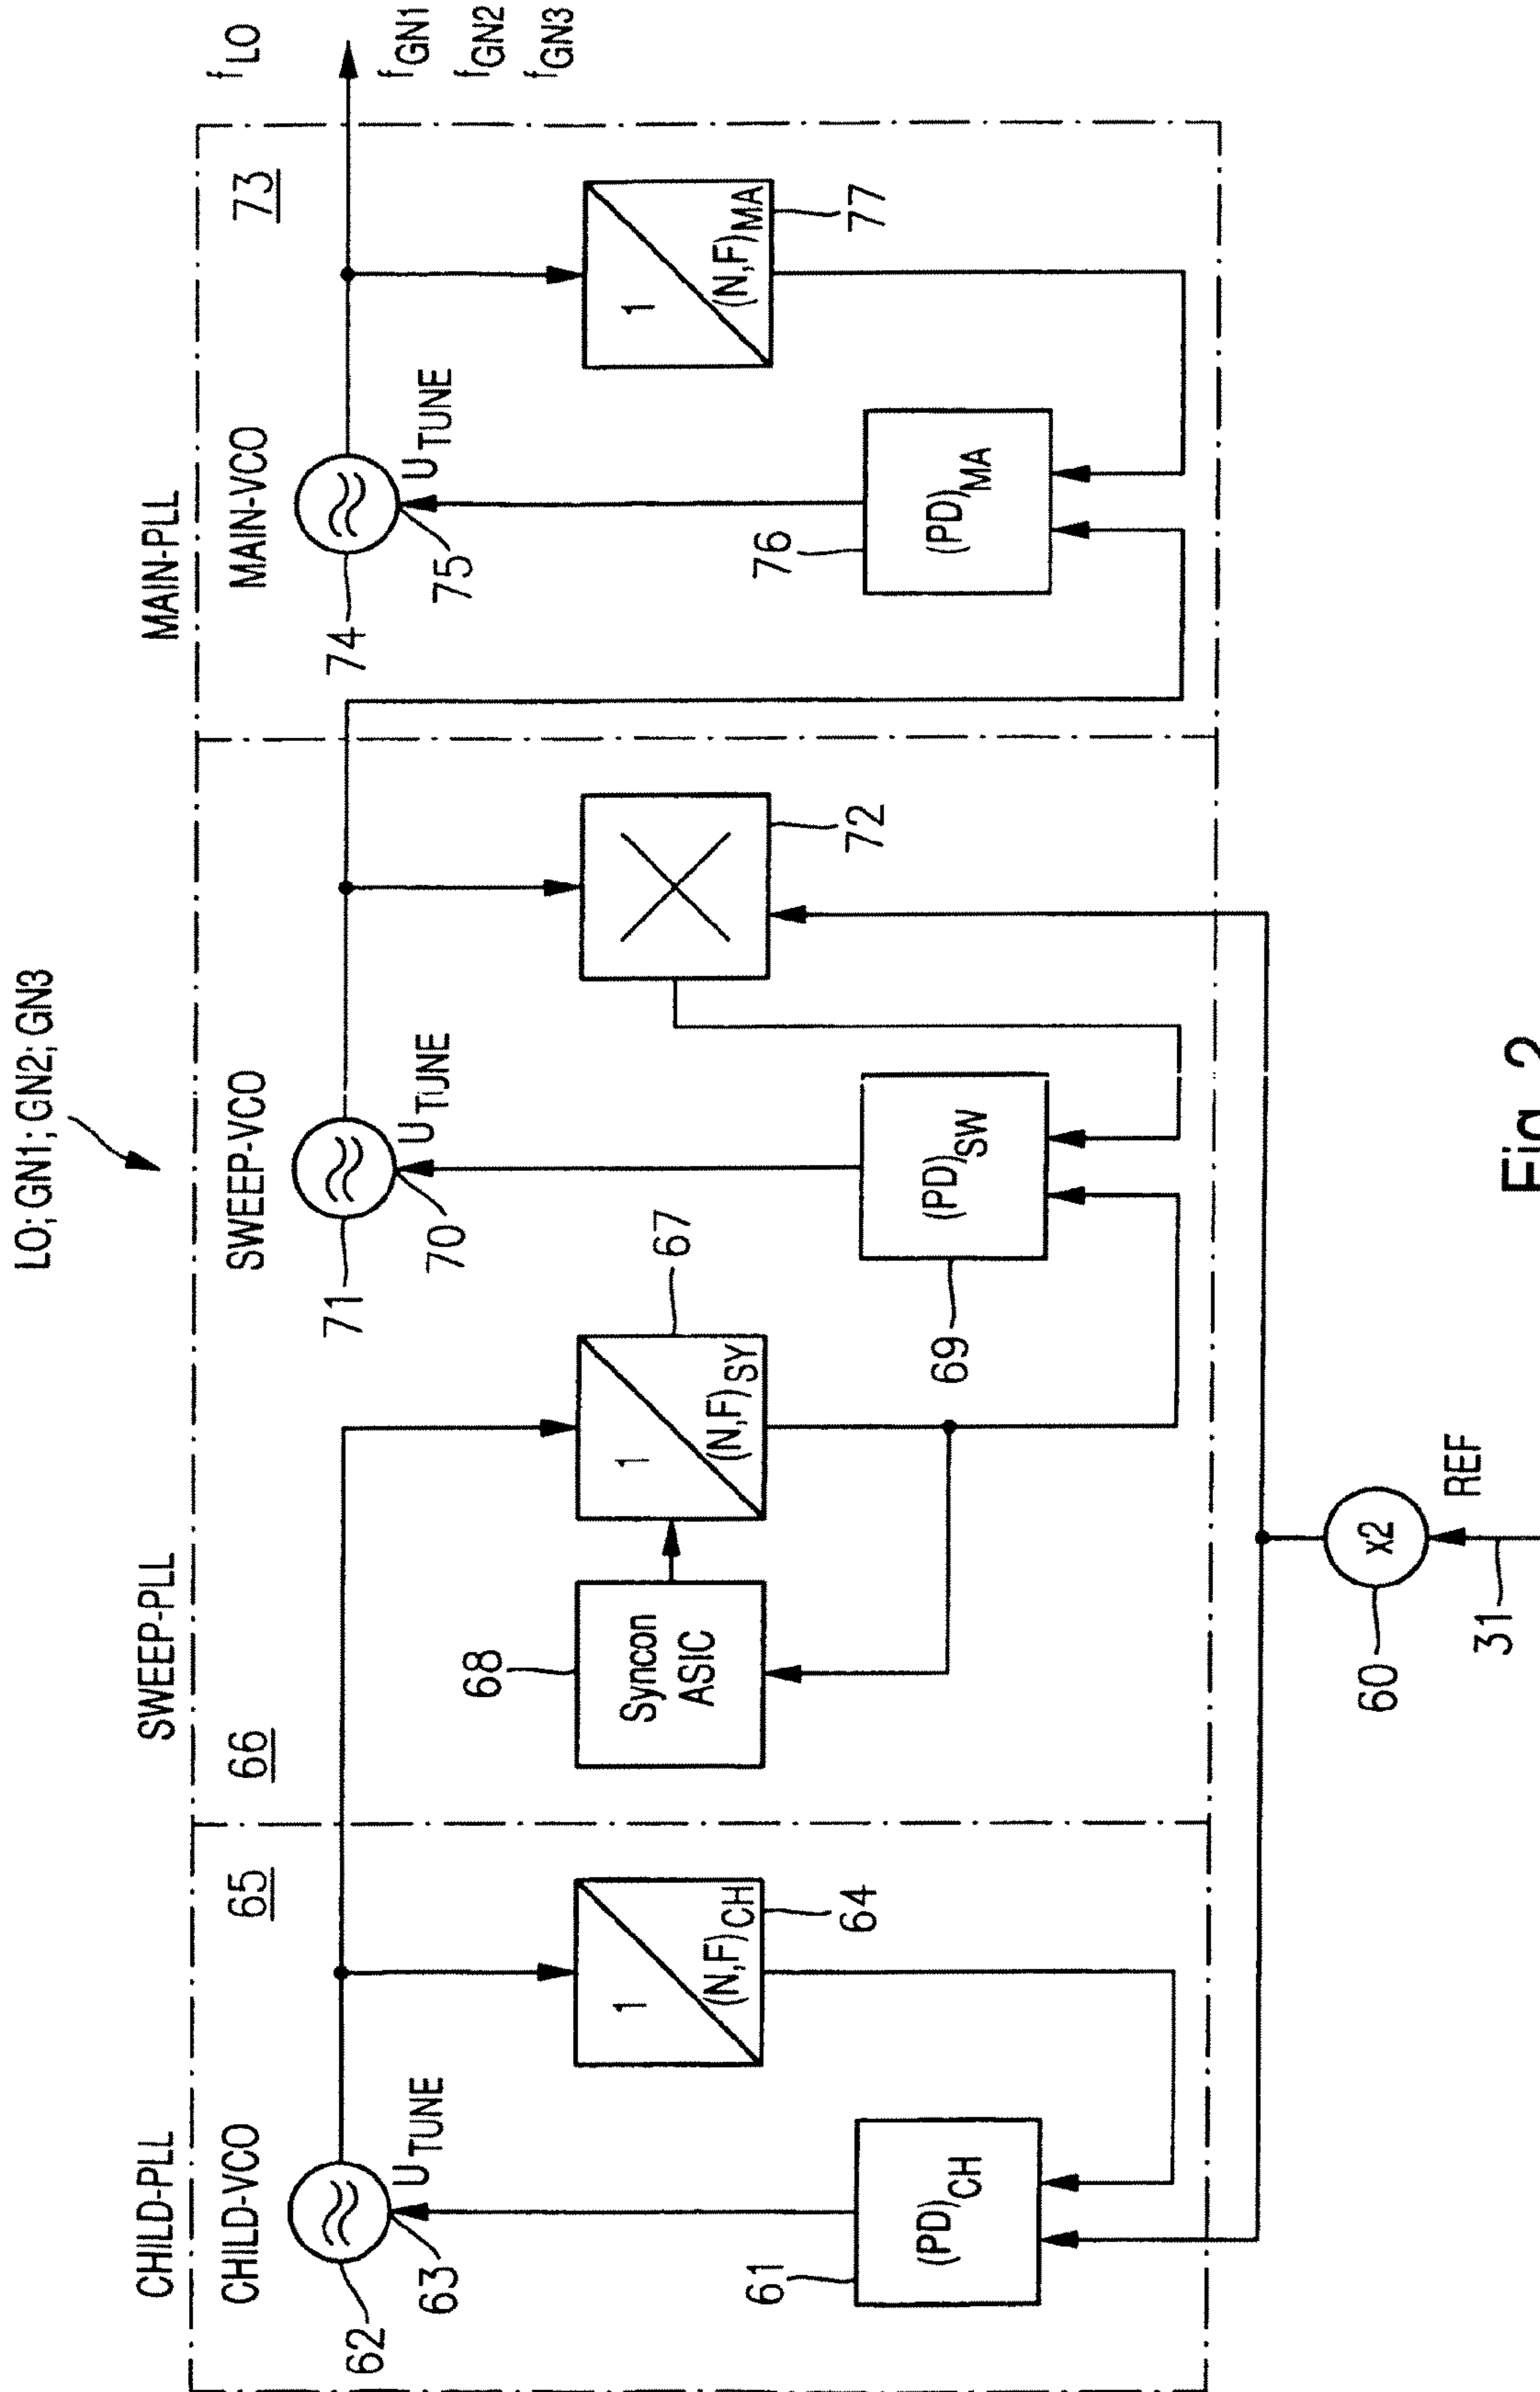 LO; GN1; GN2; GN3
CHILD-PLL
SWEEP-PLL
MAIN-PLL
CHILD-VCO
65
66
SWEEP-VCO
MAIN-VCO
73
fLO
62
63
UTUNE
71
70
UTUNE
74
75
UTUNE
fGN1
fGN2
fGN3
1
(N,F)CH
64
68
Syncon
ASIC
1
(N,F)SY
67
72
1
(N,F)MA
77
61
(PD)CH
69
(PD)SW
76
(PD)MA
60
x2
31
REF
Fig. 2